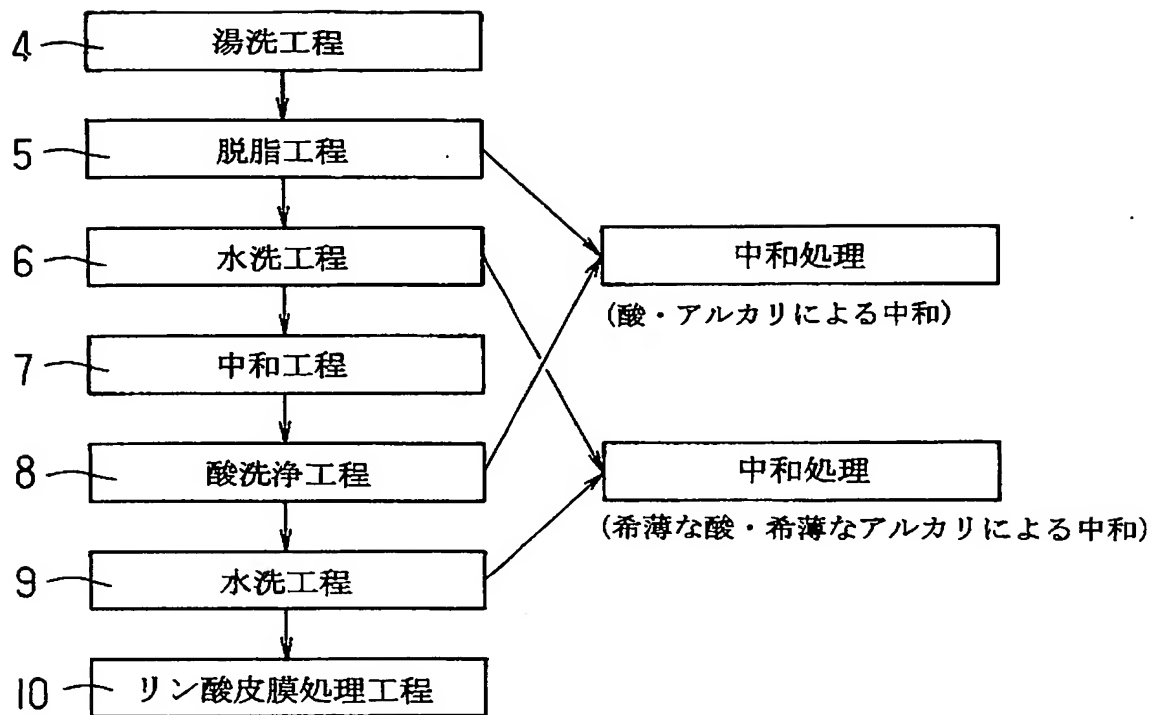 4 湯洗工程
5 脱脂工程
6 水洗工程
中和処理
(酸・アルカリによる中和)
7 中和工程
8 酸洗浄工程
中和処理
(希薄な酸・希薄なアルカリによる中和)
9 水洗工程
10 リン酸皮膜処理工程